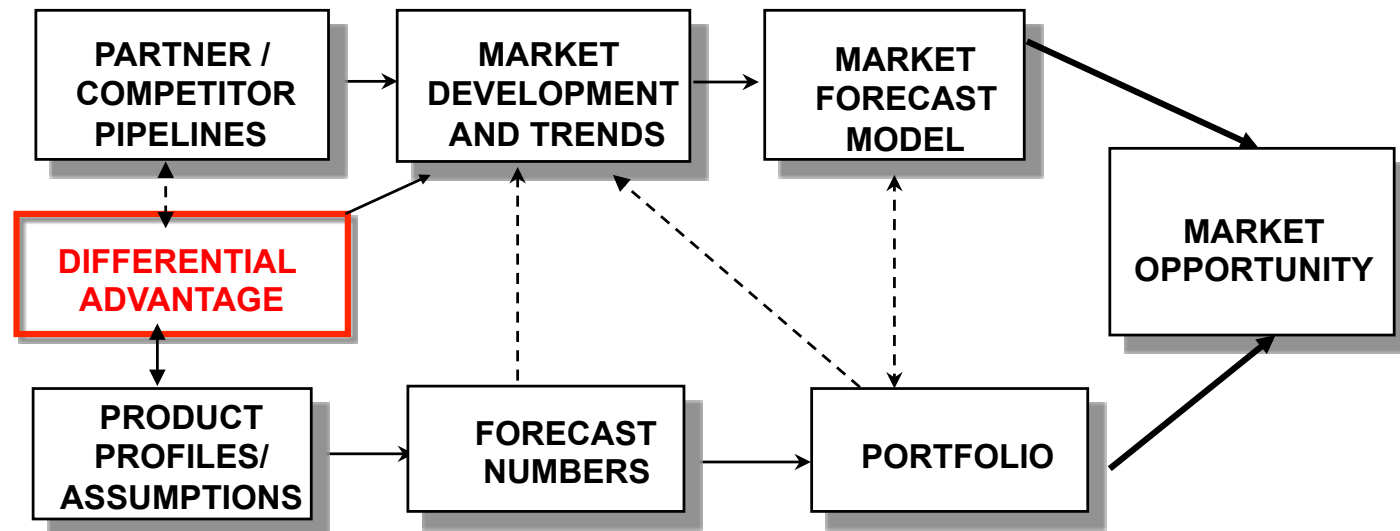 PARTNER /
COMPETITOR
PIPELINES
MARKET
DEVELOPMENT
AND TRENDS
MARKET
FORECAST
MODEL
MARKET
OPPORTUNITY
DIFFERENTIAL
ADVANTAGE
PRODUCT
PROFILES/
ASSUMPTIONS
FORECAST
NUMBERS
PORTFOLIO